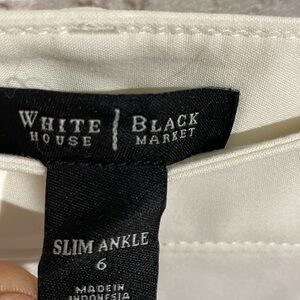 WHITE | BLACK
HOUSE | MARKET
SLIM ANKLE
6
MADE IN
INDONESIA